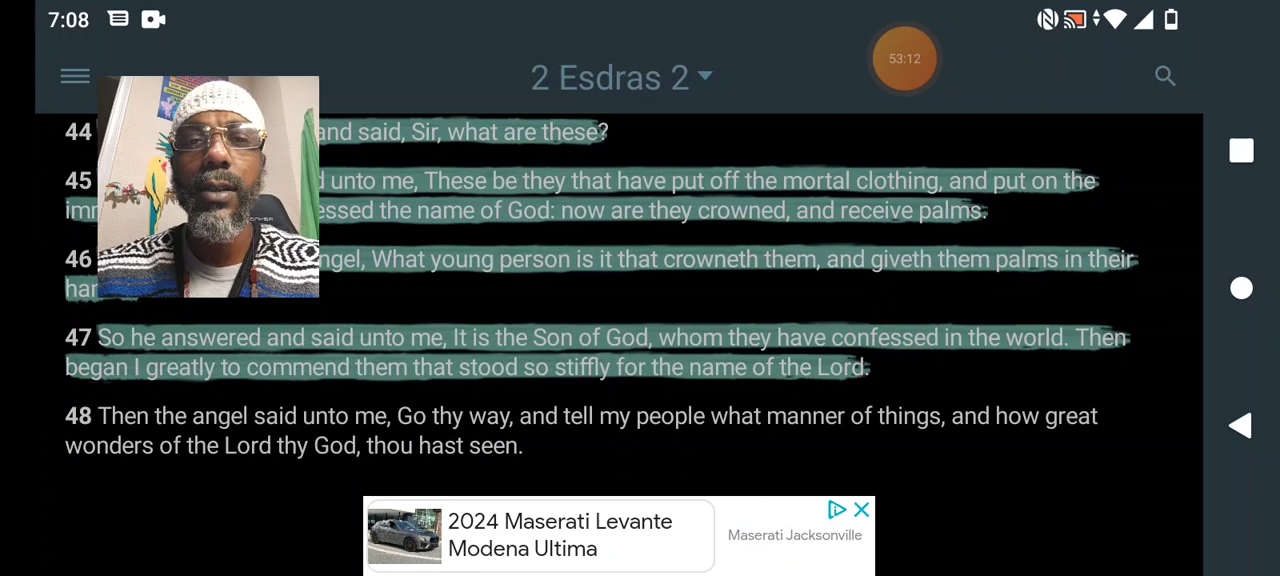 7:08
53:12
2 Esdras 2
44 and said, Sir, what are these?
45 unto me, These be they that have put off the mortal clothing, and put on the
the name of God: now are they crowned, and receive palms.
46 What young person is it that crowneth them, and giveth them palms in their
47 So he answered and said unto me, It is the Son of God, whom they have confessed in the world. Then
began I greatly to commend them that stood so stiffly for the name of the Lord.
48 Then the angel said unto me, Go thy way, and tell my people what manner of things, and how great
wonders of the Lord thy God, thou hast seen.
2024 Maserati Levante
Modena Ultima
Maserati Jacksonville